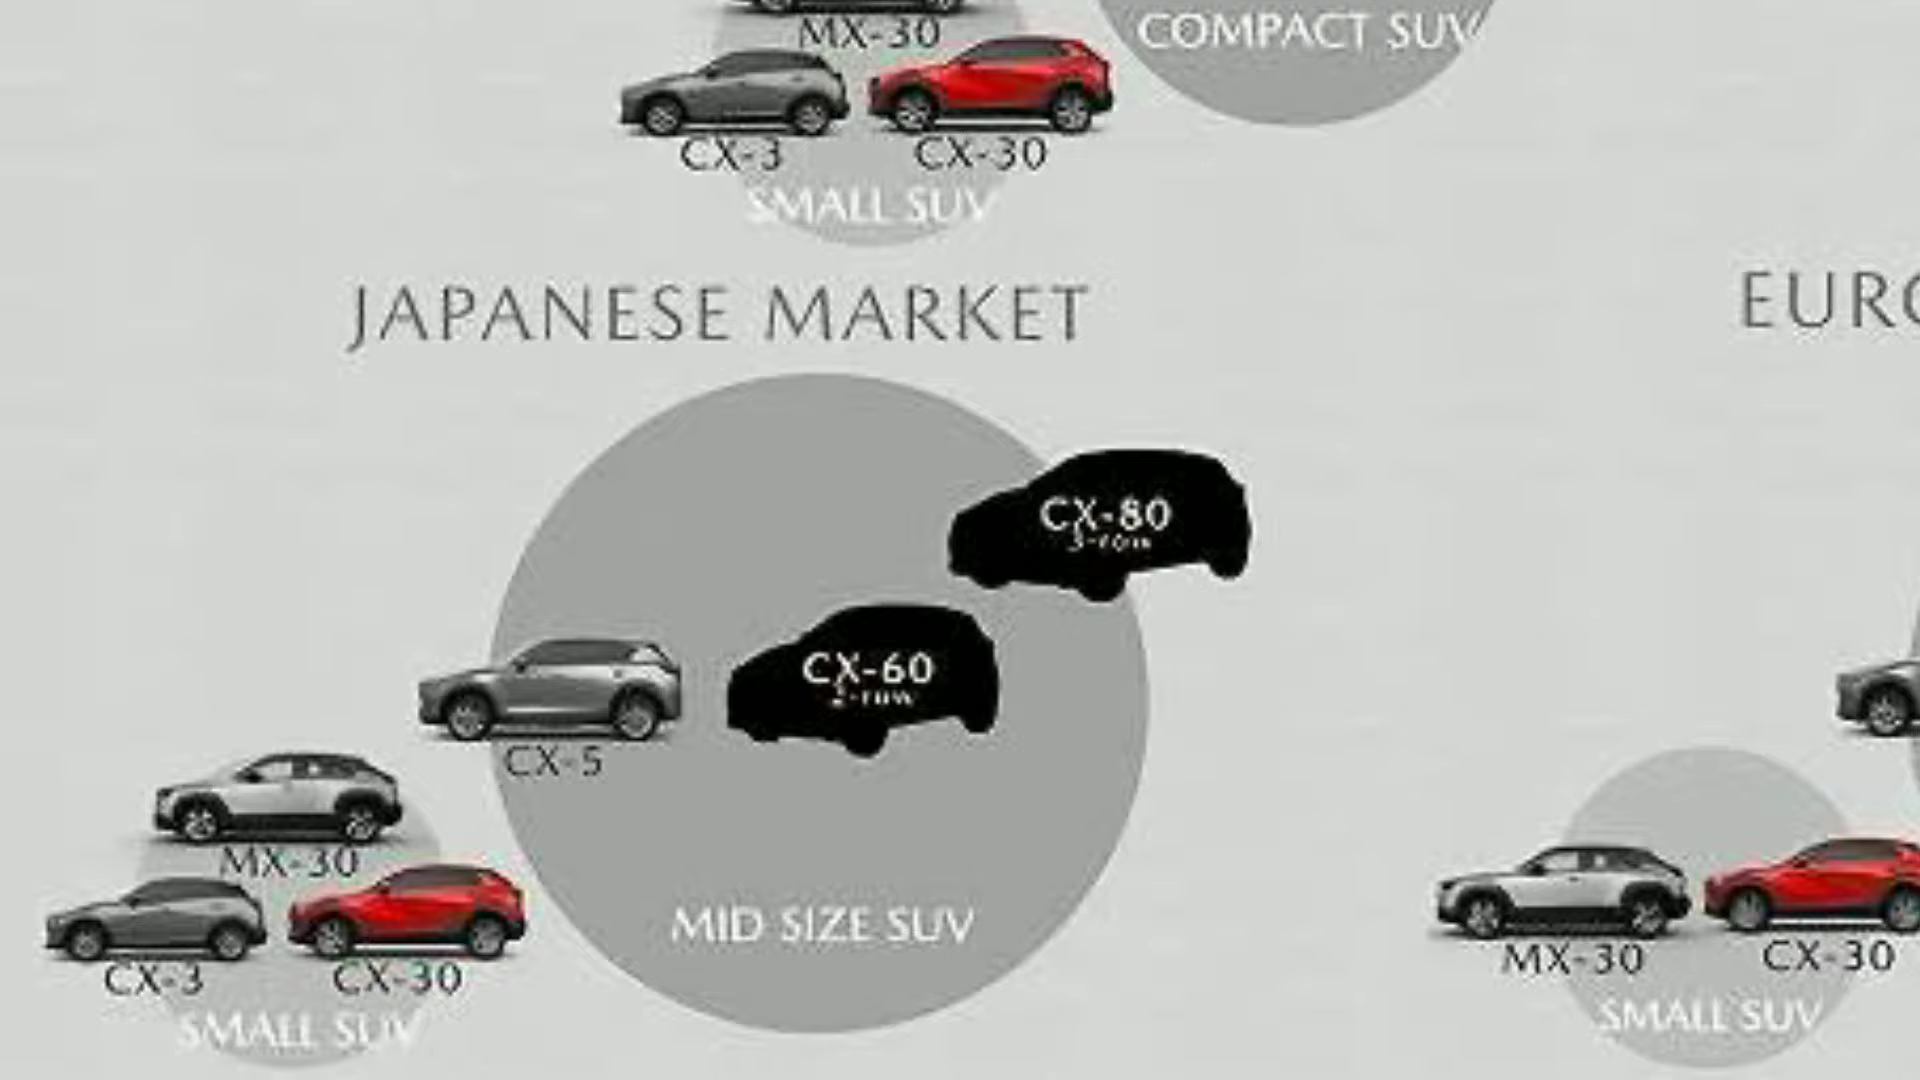 MX-30
COMPACT SUV
CX-3
CX-30
SMALL SUV
JAPANESE MARKET
CX-80
3-row
CX-60
2-row
CX-5
MX-30
CX-3
CX-30
SMALL SUV
MID SIZE SUV
EURO
MX-30
CX-30
SMALL SUV